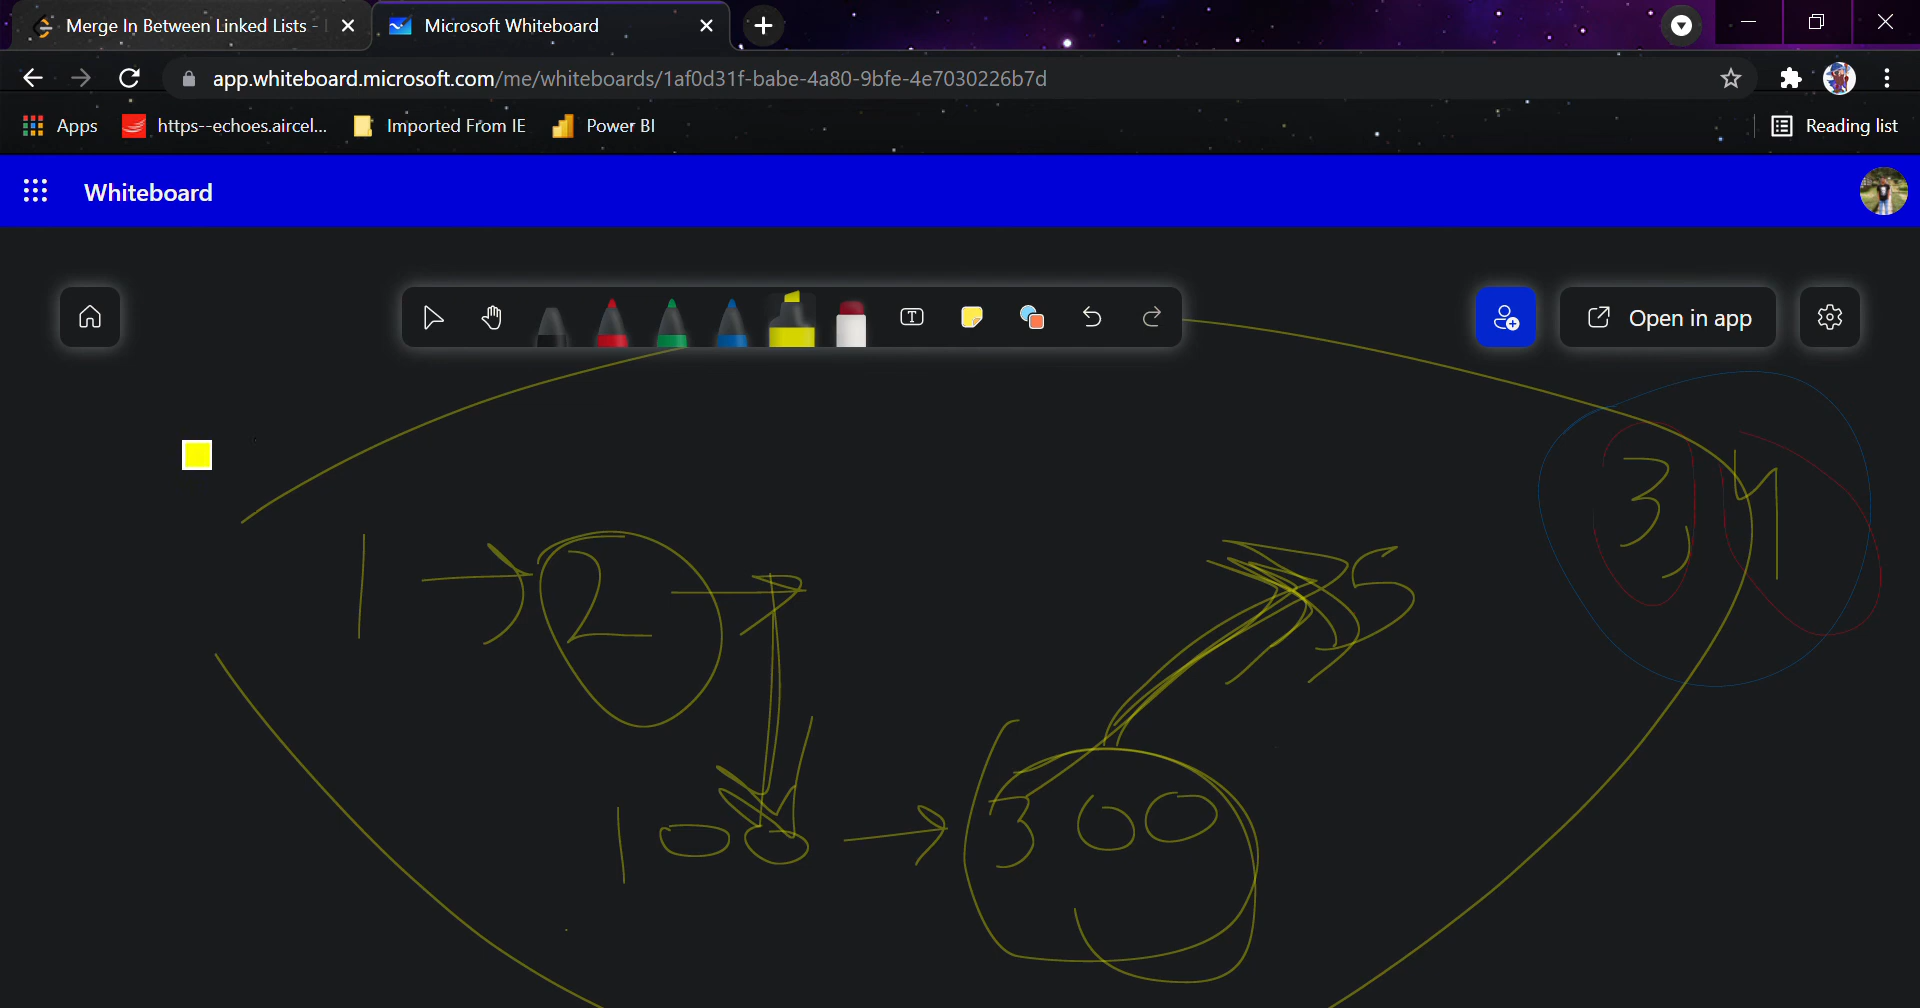 Merge In Between Linked Lists -
Microsoft Whiteboard
app.whiteboard.microsoft.com/me/whiteboards/1af0d31f-babe-4a80-9bfe-4e7030226b7d
Apps https--echoes.aircel... Imported From IE Power BI Reading list
Whiteboard
T Open in app
3, 4
1 → 2 → 5
100 → 300